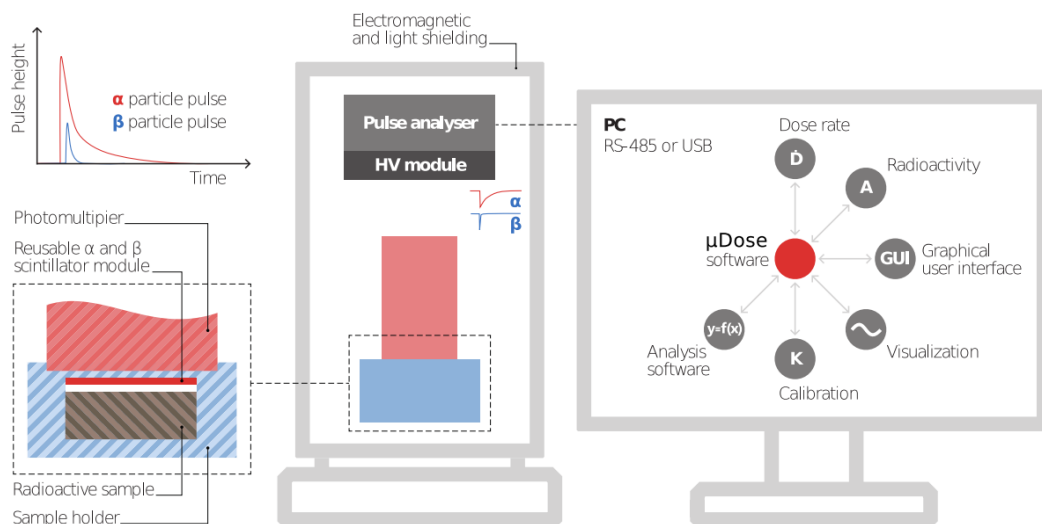 Electromagnetic
and light shielding
Pulse height
α particle pulse
β particle pulse
Time
Pulse analyser
HV module
α
β
Photomultipier
Reusable α and β
scintillator module
Radioactive sample
Sample holder
PC
RS-485 or USB
Dose rate
Ḋ
Radioactivity
A
µDose
software
GUI
Graphical
user interface
y=f(x)
Analysis
software
K
Calibration
Visualization